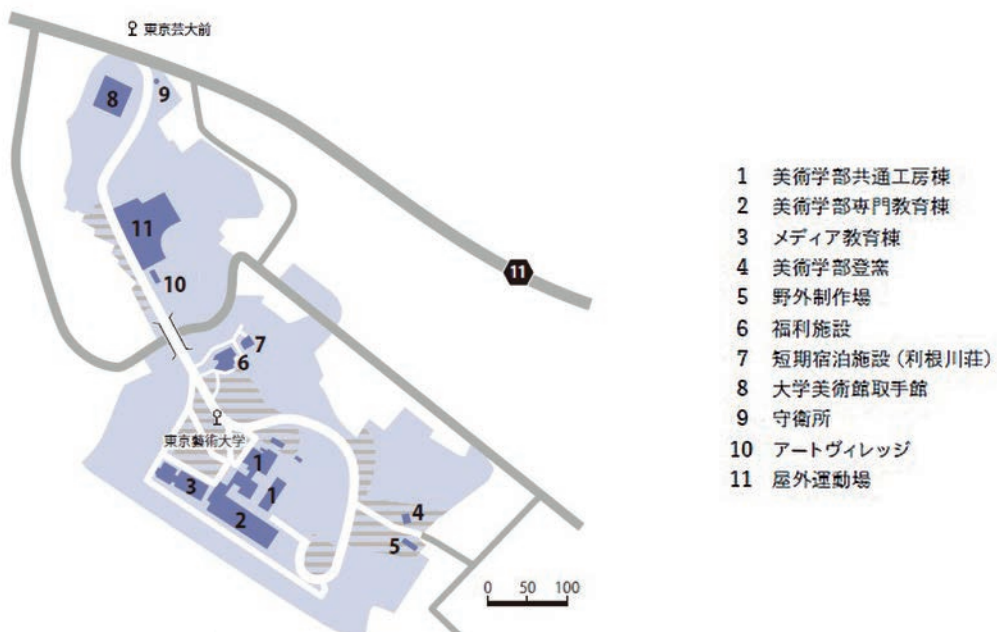 東京芸大前
8
9
11
10
11
7
6
東京藝術大学
1
3
1
2
4
5
0 50 100
1 美術学部共通工房棟
2 美術学部専門教育棟
3 メディア教育棟
4 美術学部登窯
5 野外制作場
6 福利施設
7 短期宿泊施設（利根川荘）
8 大学美術館取手館
9 守衛所
10 アートヴィレッジ
11 屋外運動場